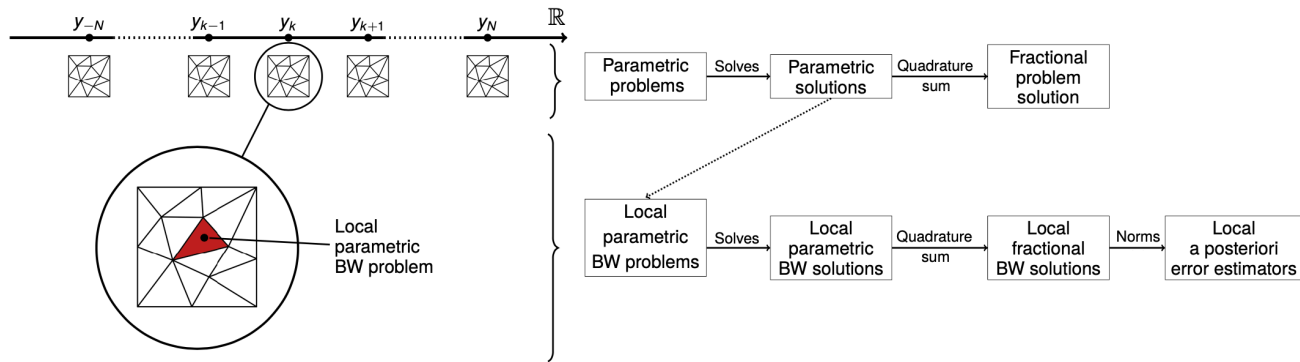 y_{-N} y_{k-1} y_k y_{k+1} y_N ℝ
Parametric
problems
Solves
Parametric
solutions
Quadrature
sum
Fractional
problem
solution
Local
parametric
BW problem
Local
parametric
BW problems
Solves
Local
parametric
BW solutions
Quadrature
sum
Local
fractional
BW solutions
Norms
Local
a posteriori
error estimators